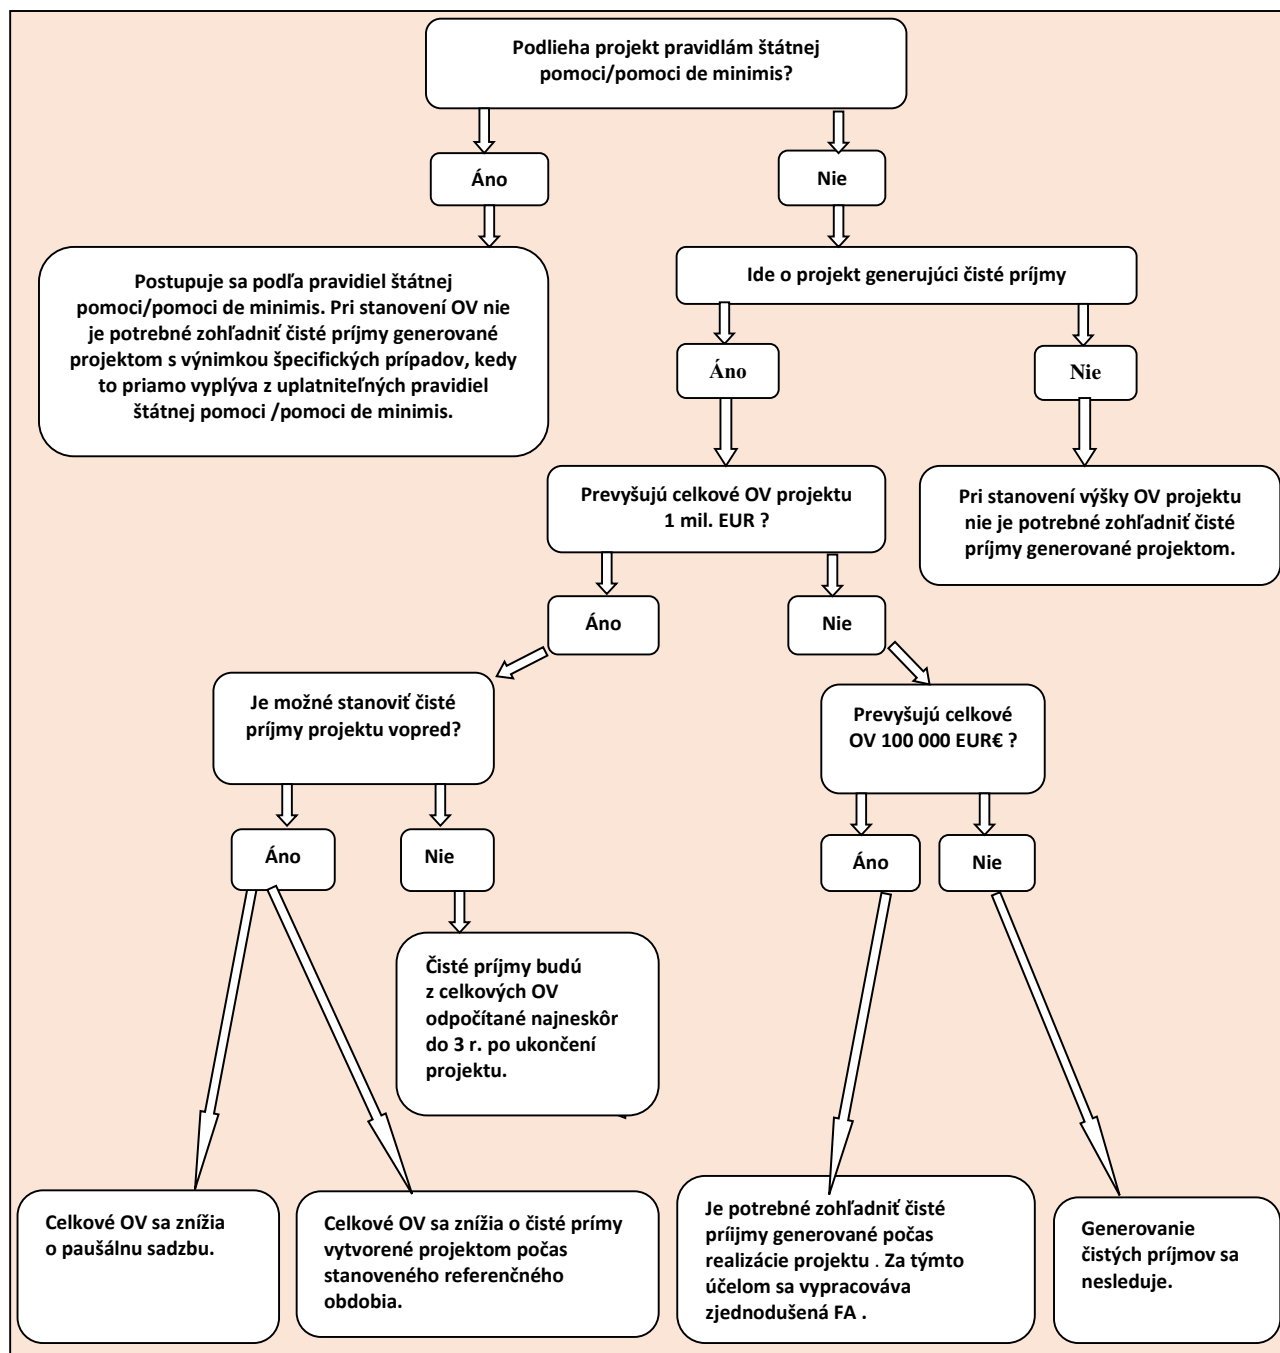 Podlieha projekt pravidlám štátnej
pomoci/pomoci de minimis?
Áno
Nie
Postupuje sa podľa pravidiel štátnej
pomoci/pomoci de minimis. Pri stanovení OV nie
je potrebné zohľadniť čisté príjmy generované
projektom s výnimkou špecifických prípadov, kedy
to priamo vyplýva z uplatniteľných pravidiel
štátnej pomoci /pomoci de minimis.
Ide o projekt generujúci čisté príjmy
Áno
Nie
Prevyšujú celkové OV projektu
1 mil. EUR ?
Pri stanovení výšky OV projektu
nie je potrebné zohľadniť čisté
príjmy generované projektom.
Áno
Nie
Je možné stanoviť čisté
príjmy projektu vopred?
Prevyšujú celkové
OV 100 000 EUR€ ?
Áno
Nie
Áno
Nie
Čisté príjmy budú
z celkových OV
odpočítané najneskôr
do 3 r. po ukončení
projektu.
Celkové OV sa znížia
o paušálnu sadzbu.
Celkové OV sa znížia o čisté prímy
vytvorené projektom počas
stanoveného referenčného
obdobia.
Je potrebné zohľadniť čisté
príijmy generované počas
realizácie projektu . Za týmto
účelom sa vypracováva
zjednodušená FA .
Generovanie
čistých príjmov sa
nesleduje.